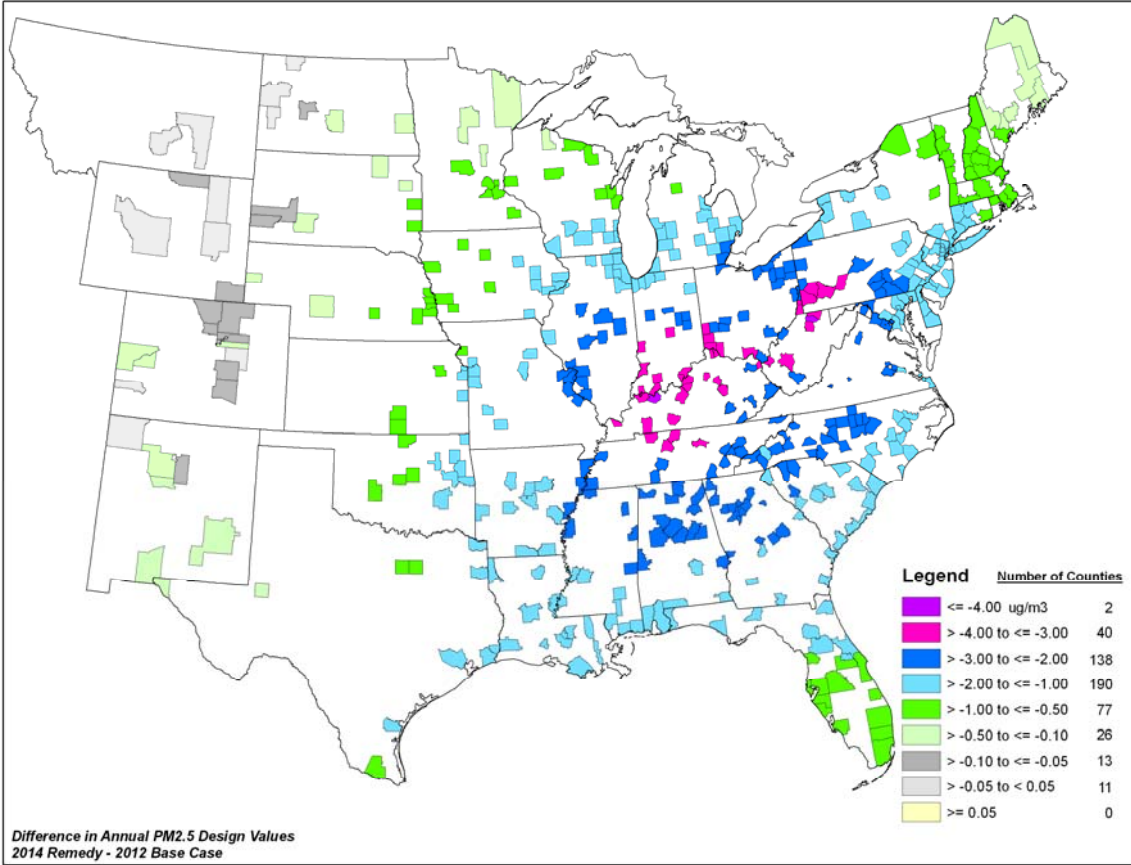 Legend Number of Counties
<= -4.00 ug/m3 2
> -4.00 to <= -3.00 40
> -3.00 to <= -2.00 138
> -2.00 to <= -1.00 190
> -1.00 to <= -0.50 77
> -0.50 to <= -0.10 26
> -0.10 to <= -0.05 13
> -0.05 to < 0.05 11
>= 0.05 0
Difference in Annual PM2.5 Design Values
2014 Remedy - 2012 Base Case